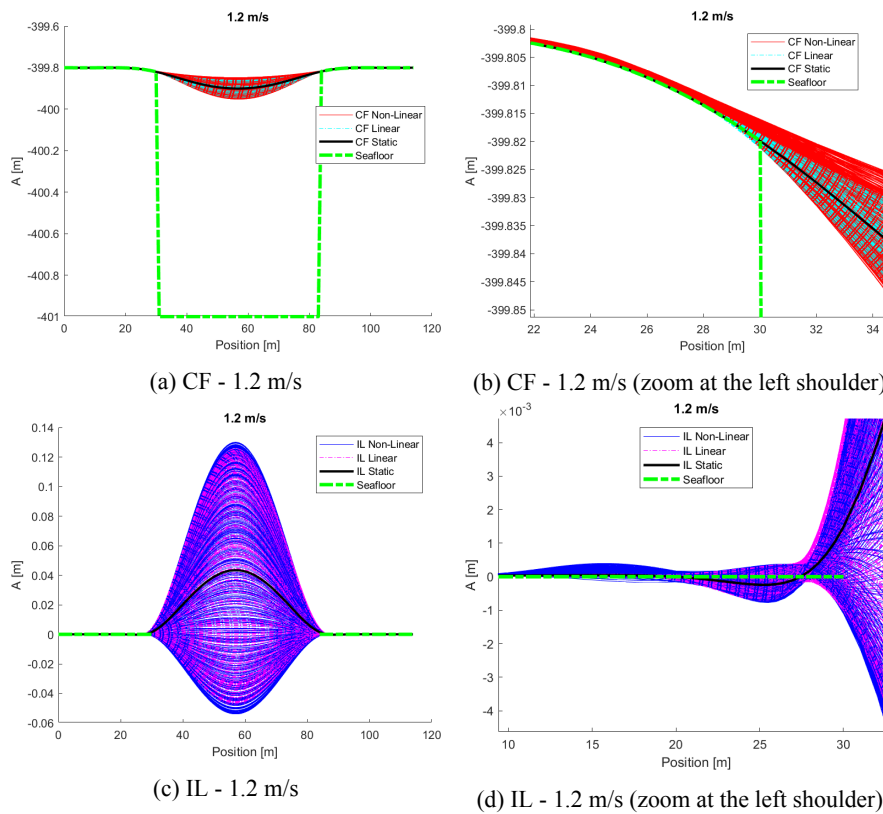 1.2 m/s
-399.6
-399.8
-400
-400.2
-400.4
-400.6
-400.8
-401
A [m]
0 20 40 60 80 100 120
Position [m]
CF Non-Linear
CF Linear
CF Static
Seafloor
(a) CF - 1.2 m/s
1.2 m/s
-399.8
-399.805
-399.81
-399.815
-399.82
-399.825
-399.83
-399.835
-399.84
-399.845
-399.85
A [m]
22 24 26 28 30 32 34
Position [m]
CF Non-Linear
CF Linear
CF Static
Seafloor
(b) CF - 1.2 m/s (zoom at the left shoulder)
1.2 m/s
0.14
0.12
0.1
0.08
0.06
0.04
0.02
0
-0.02
-0.04
-0.06
A [m]
0 20 40 60 80 100 120
Position [m]
IL Non-Linear
IL Linear
IL Static
Seafloor
(c) IL - 1.2 m/s
×10⁻³
1.2 m/s
4
3
2
1
0
-1
-2
-3
-4
A [m]
10 15 20 25 30
Position [m]
IL Non-Linear
IL Linear
IL Static
Seafloor
(d) IL - 1.2 m/s (zoom at the left shoulder)